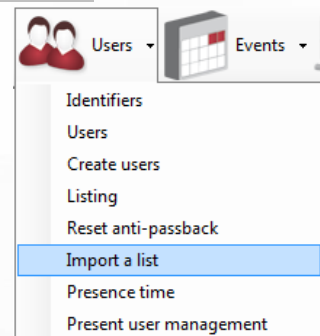 Users Events
Identifiers
Users
Create users
Listing
Reset anti-passback
Import a list
Presence time
Present user management